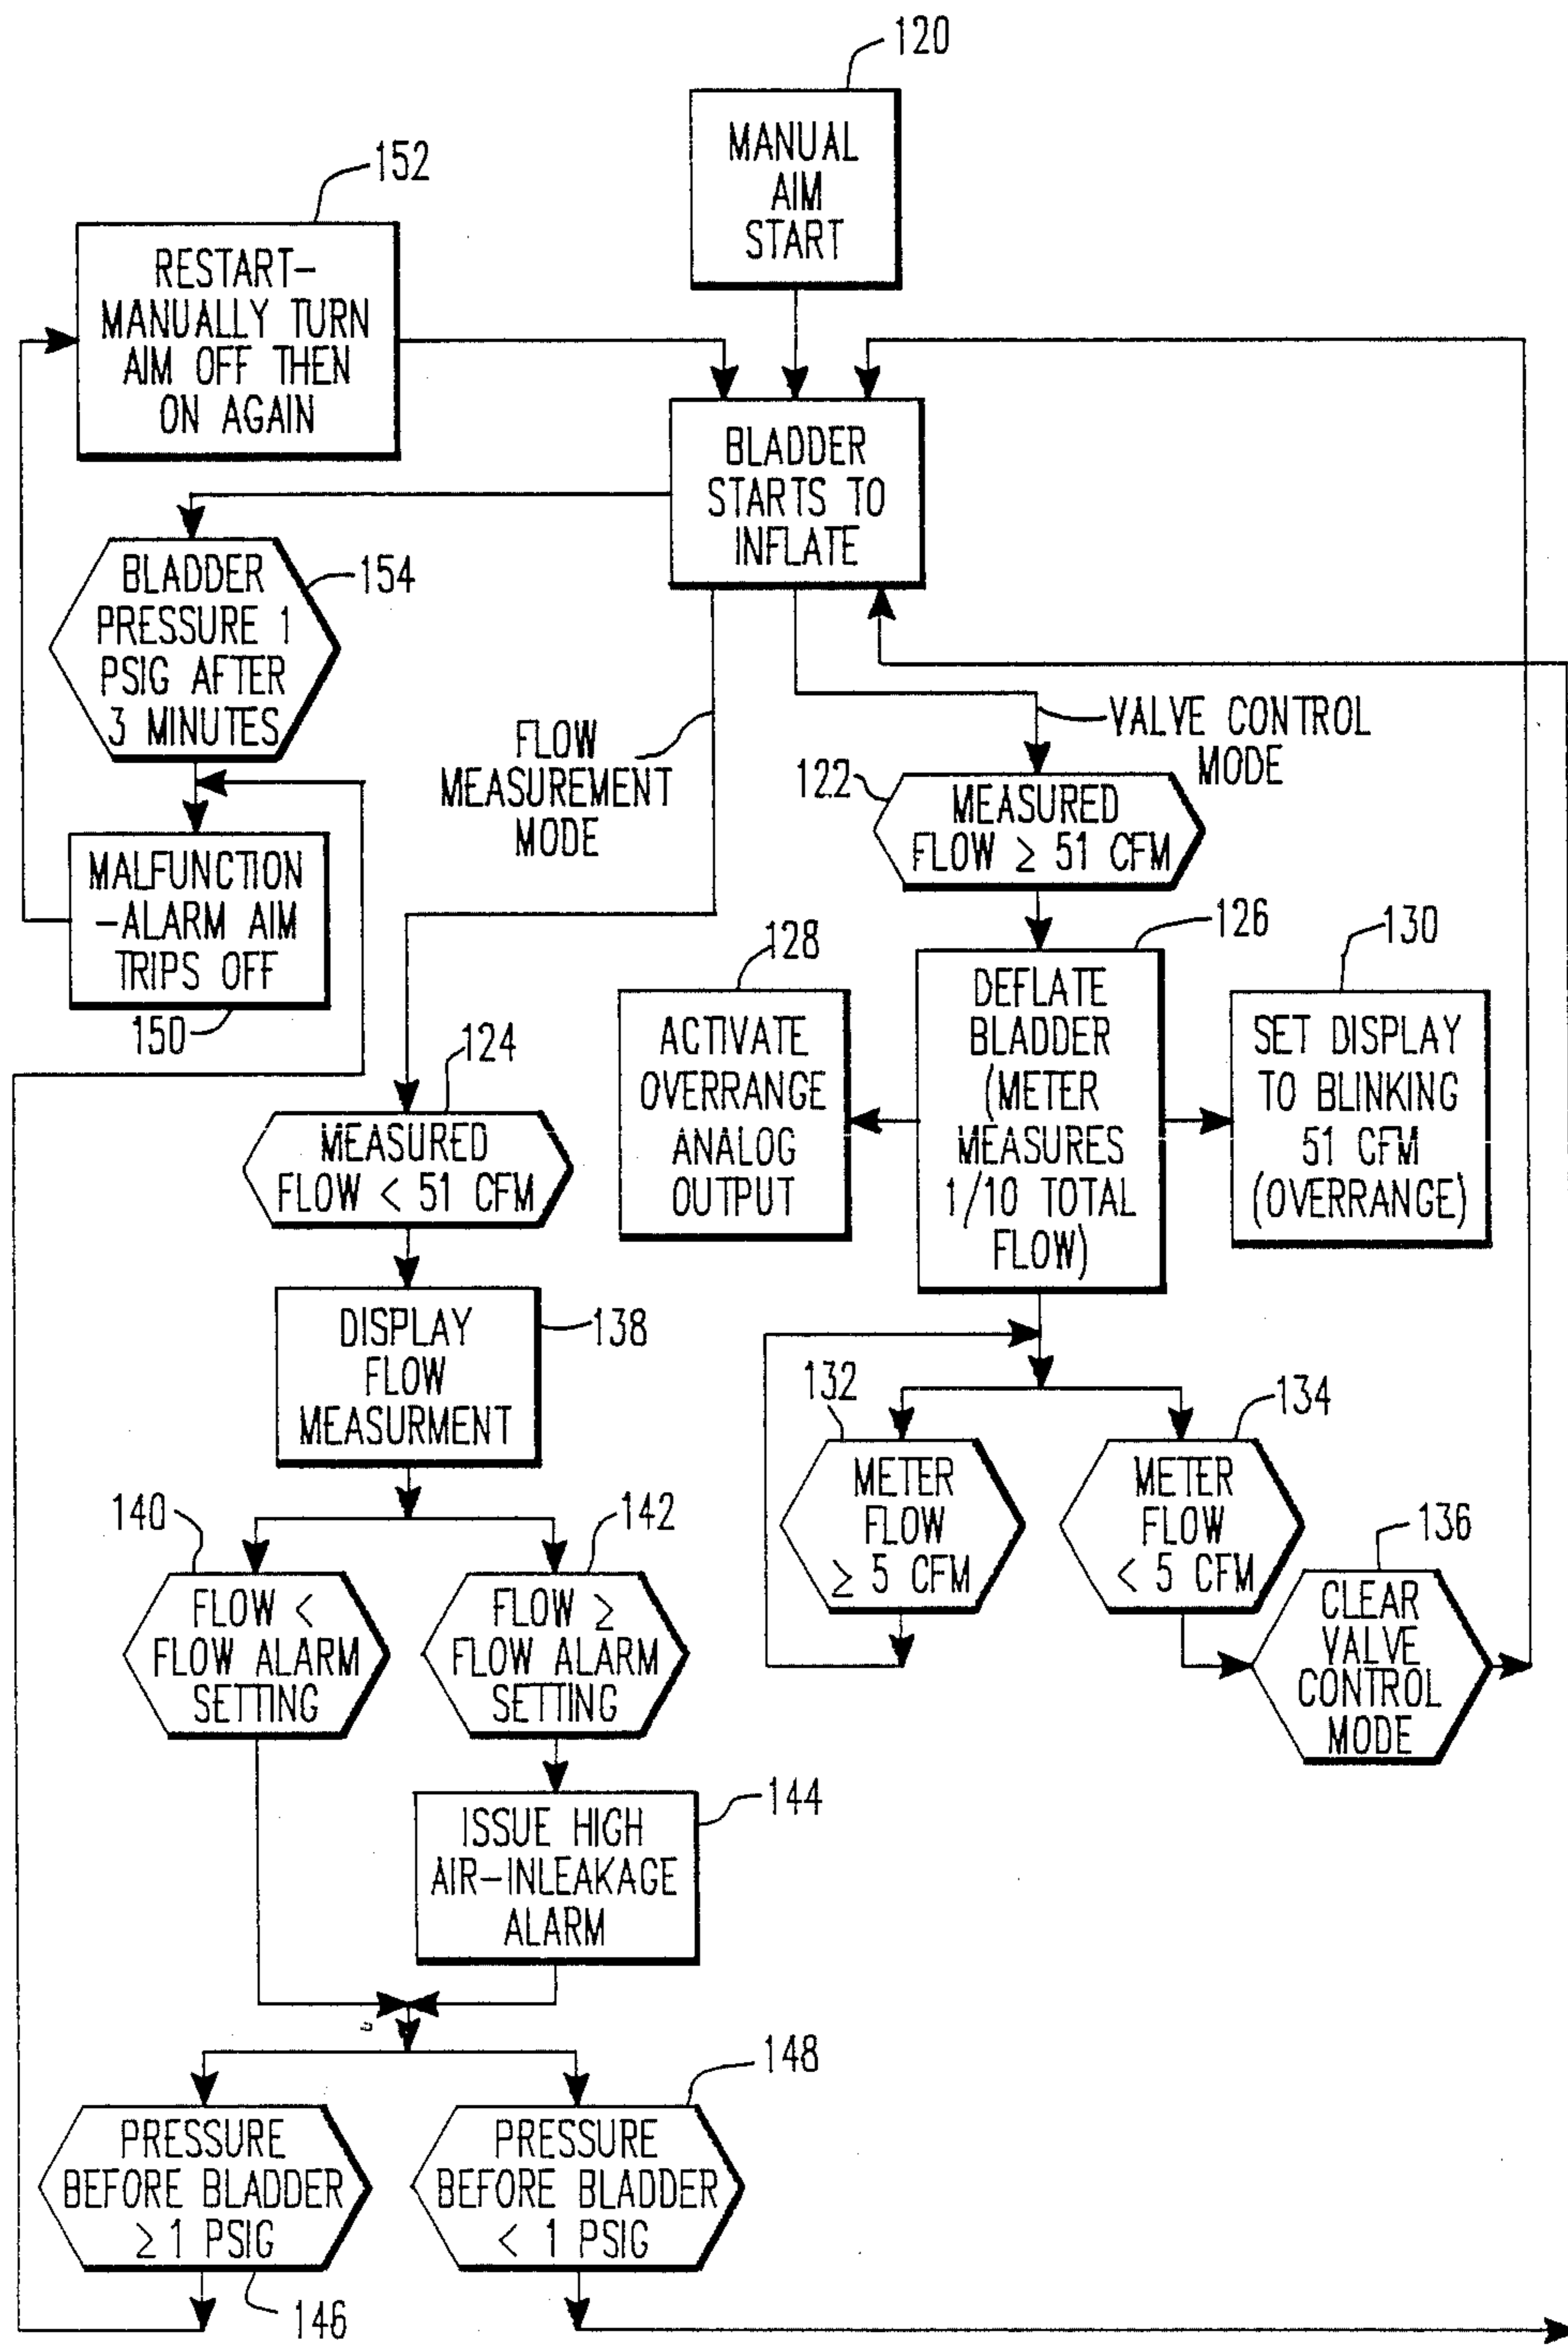 120
MANUAL
AIM
START
152
RESTART-
MANUALLY TURN
AIM OFF THEN
ON AGAIN
BLADDER
STARTS TO
INFLATE
BLADDER
PRESSURE 1
PSIG AFTER
3 MINUTES
154
FLOW
MEASUREMENT
MODE
VALVE CONTROL
MODE
122
MEASURED
FLOW ≥ 51 CFM
MALFUNCTION
-ALARM AIM
TRIPS OFF
150
124
MEASURED
FLOW < 51 CFM
128
ACTIVATE
OVERRANGE
ANALOG
OUTPUT
126
DEFLATE
BLADDER
(METER
MEASURES
1/10 TOTAL
FLOW)
130
SET DISPLAY
TO BLINKING
51 CFM
(OVERRANGE)
DISPLAY
FLOW
MEASURMENT
138
132
METER
FLOW
≥ 5 CFM
134
METER
FLOW
< 5 CFM
136
CLEAR
VALVE
CONTROL
MODE
140
FLOW <
FLOW ALARM
SETTING
142
FLOW ≥
FLOW ALARM
SETTING
144
ISSUE HIGH
AIR-INLEAKAGE
ALARM
PRESSURE
BEFORE BLADDER
≥ 1 PSIG
146
148
PRESSURE
BEFORE BLADDER
< 1 PSIG